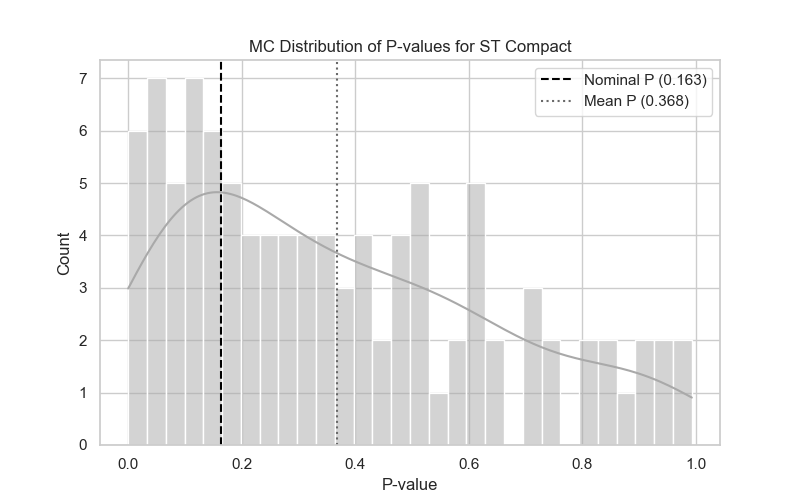 MC Distribution of P-values for ST Compact
Nominal P (0.163)
Mean P (0.368)
Count
7
6
5
4
3
2
1
0
0.0 0.2 0.4 0.6 0.8 1.0
P-value